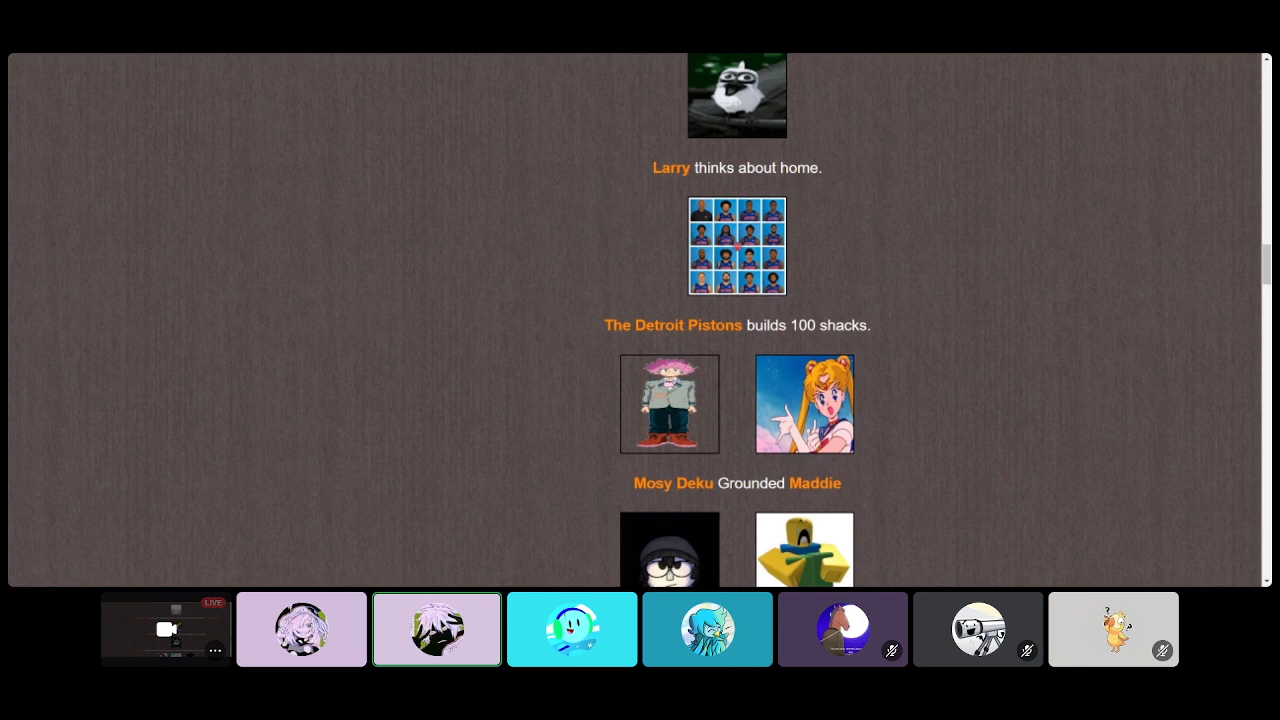 Larry thinks about home.
The Detroit Pistons builds 100 shacks.
Mosy Deku Grounded Maddie
LIVE